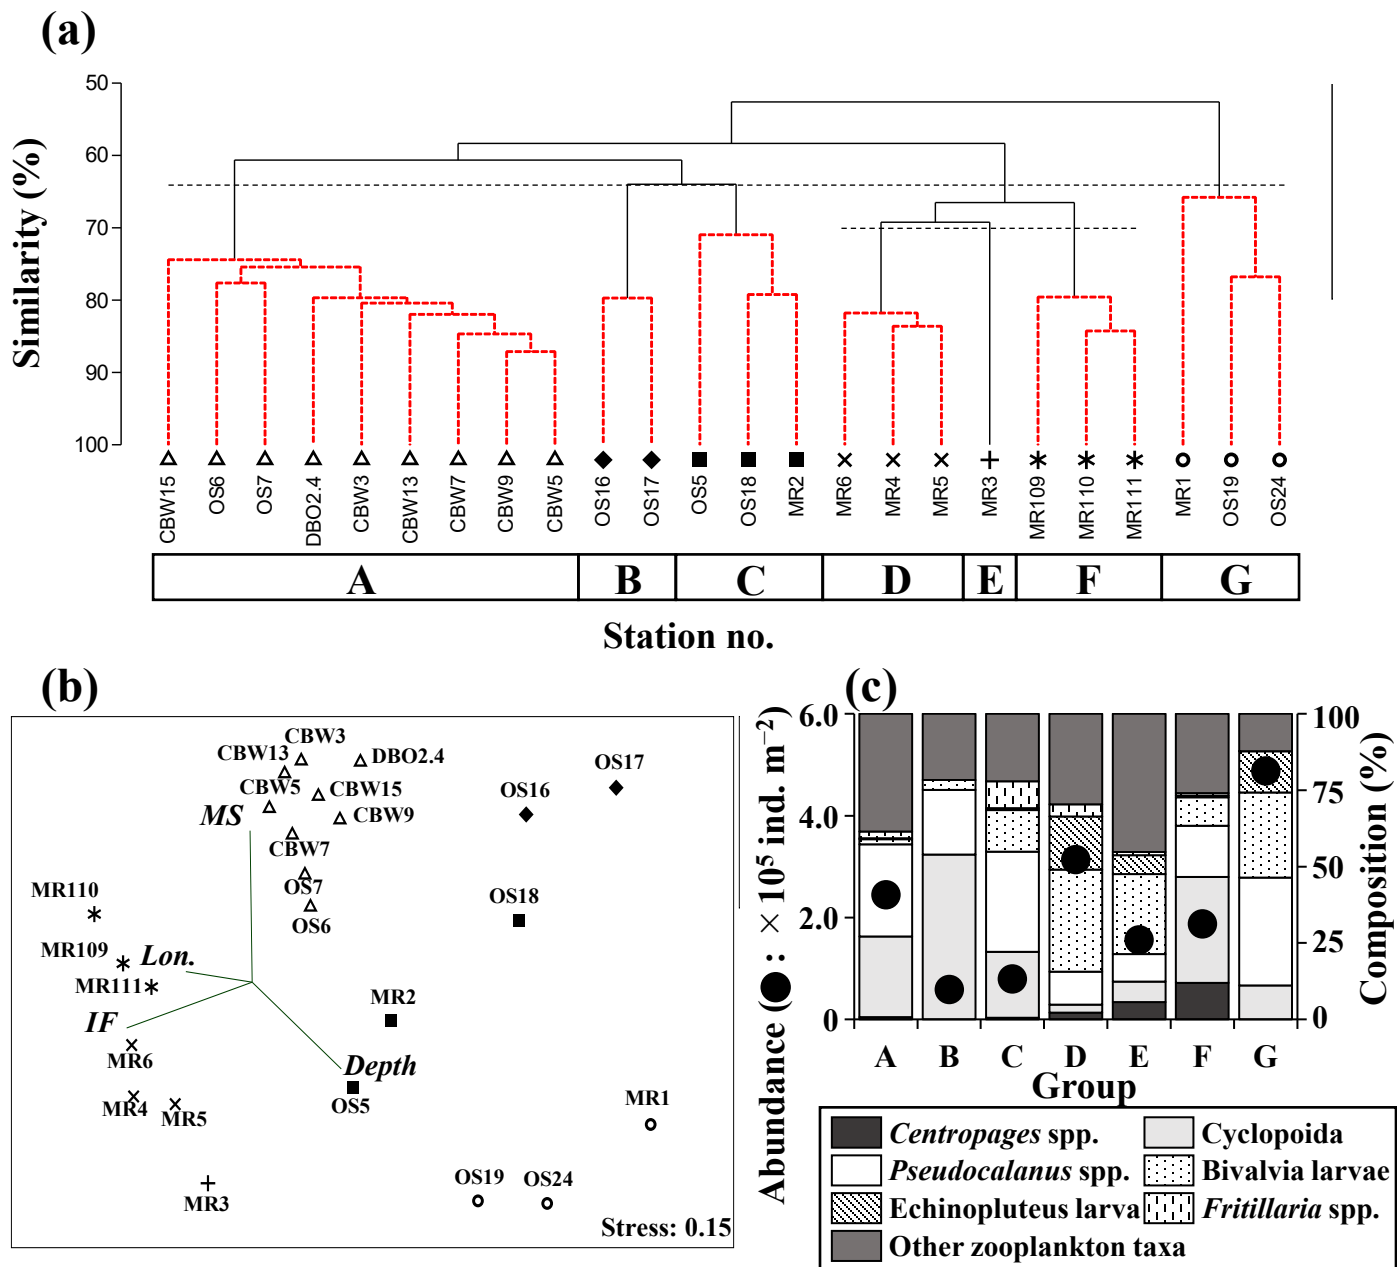 (a)
Similarity (%)
50
60
70
80
90
100
CBW15
OS6
OS7
DBO2.4
CBW3
CBW13
CBW7
CBW9
CBW5
OS16
OS17
OS5
OS18
MR2
MR6
MR4
MR5
MR3
MR109
MR110
MR111
MR1
OS19
OS24
A B C D E F G
Station no.
(b)
CBW3
CBW13
DBO2.4
CBW5
CBW15
MS
CBW9
CBW7
OS7
OS6
OS17
OS16
OS18
MR110
MR109
Lon.
MR111
IF
MR2
MR6
Depth
OS5
MR4
MR5
MR1
MR3
OS19
OS24
Stress: 0.15
(c)
Abundance (●: × 10⁵ ind. m⁻²)
6.0
4.0
2.0
0
100
75
50
25
0
Composition (%)
A B C D E F G
Group
Centropages spp.
Cyclopoida
Pseudocalanus spp.
Bivalvia larvae
Echinopluteus larva
Fritillaria spp.
Other zooplankton taxa